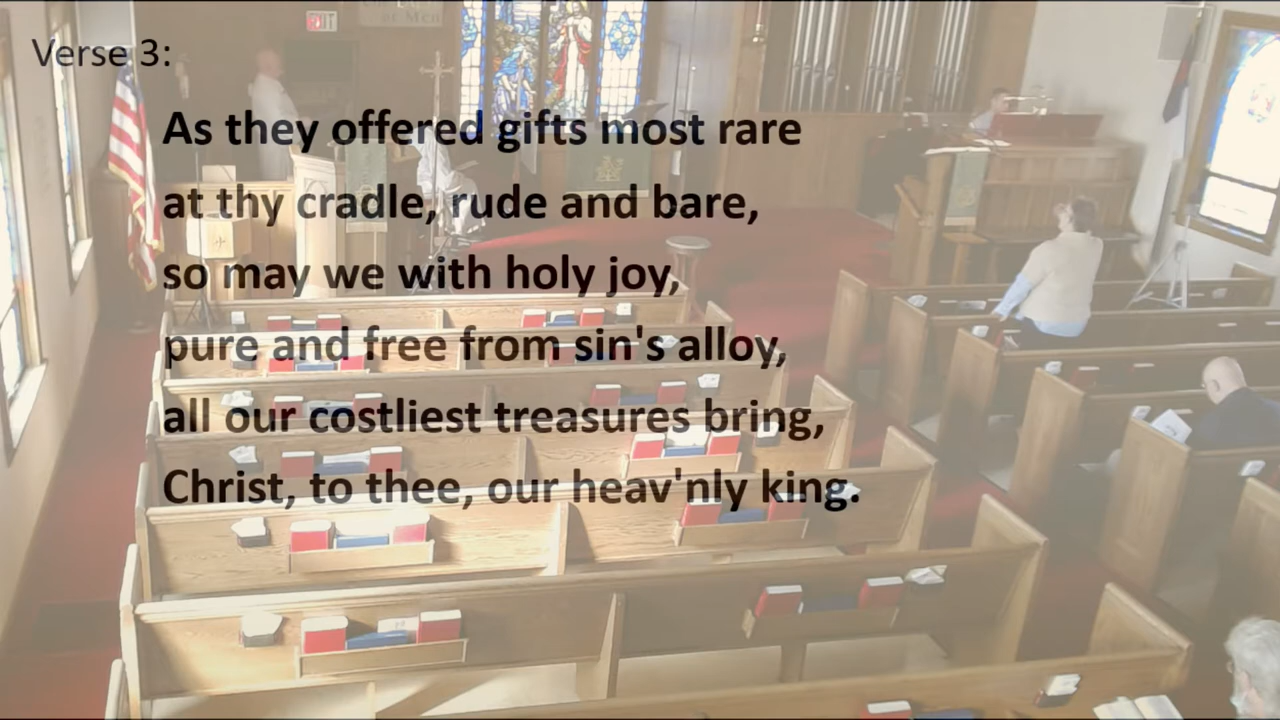 EXIT
Verse 3:
As they offered gifts most rare
at thy cradle, rude and bare,
so may we with holy joy,
pure and free from sin's alloy,
all our costliest treasures bring,
Christ, to thee, our heav'nly king.